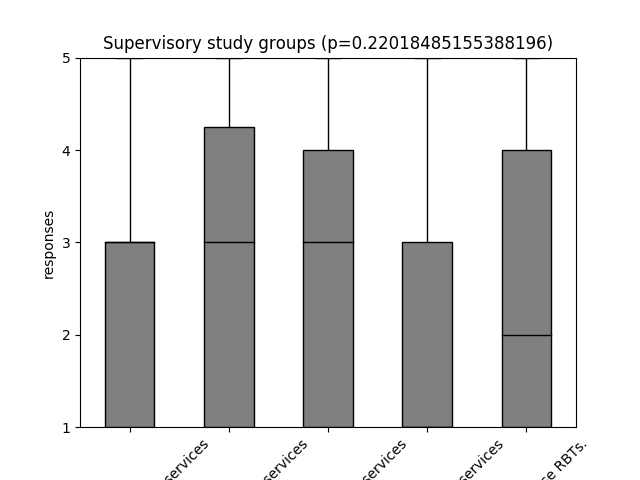 Supervisory study groups (p=0.22018485155388196)
responses
5
4
3
2
1
services
services
services
services
RBTs.